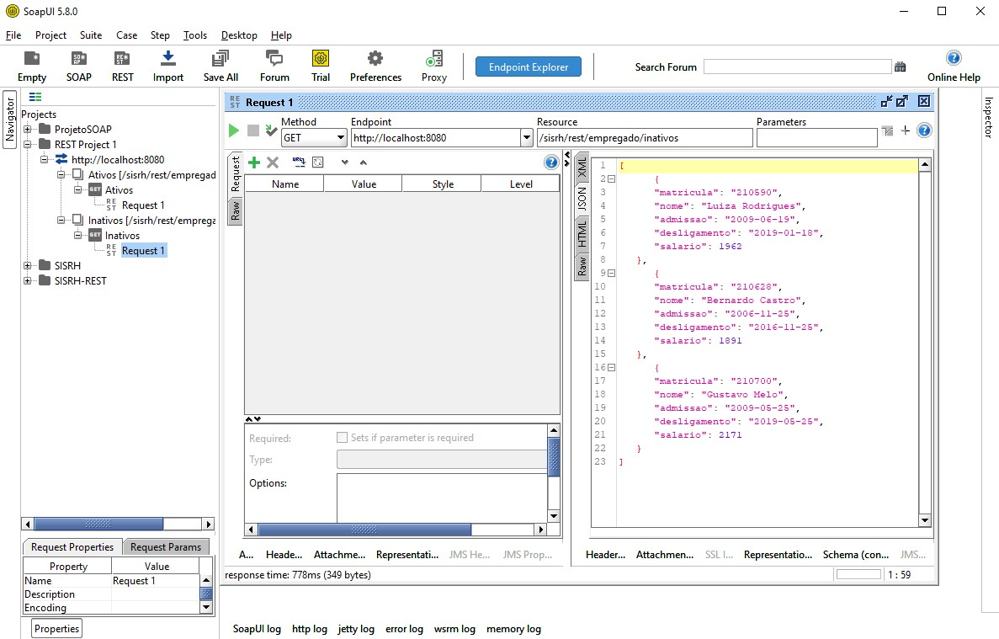 SoapUI 5.8.0
File Project Suite Case Step Tools Desktop Help
Empty SOAP REST Import Save All Forum Trial Preferences Proxy Endpoint Explorer Search Forum Online Help
Navigator
Projects
ProjetoSOAP
REST Project 1
http://localhost:8080
Ativos [/sisrh/rest/empregad
GET Ativos
REST Request 1
Inativos [/sisrh/rest/emprega
GET Inativos
REST Request 1
SISRH
SISRH-REST
Request Properties Request Params
Property Value
Name Request 1
Description
Encoding
Properties
REST Request 1
Method Endpoint Resource Parameters
GET http://localhost:8080 /sisrh/rest/empregado/inativos
Request
Raw
Name Value Style Level
Required: Sets if parameter is required
Type:
Options:
A... Heade... Attachme... Representati... JMS He... JMS Prop...
XML
JSON
HTML
Raw
1 [
2 {
3 "matricula": "210590",
4 "nome": "Luiza Rodrigues",
5 "admissao": "2009-06-19",
6 "desligamento": "2019-01-18",
7 "salario": 1962
8 },
9 {
10 "matricula": "210628",
11 "nome": "Bernardo Castro",
12 "admissao": "2006-11-25",
13 "desligamento": "2016-11-25",
14 "salario": 1891
15 },
16 {
17 "matricula": "210700",
18 "nome": "Gustavo Melo",
19 "admissao": "2009-05-25",
20 "desligamento": "2019-05-25",
21 "salario": 2171
22 }
23 ]
Header... Attachmen... SSL I... Representatio... Schema (con... JMS...
response time: 778ms (349 bytes) 1 : 59
Inspector
SoapUI log http log jetty log error log wsrm log memory log